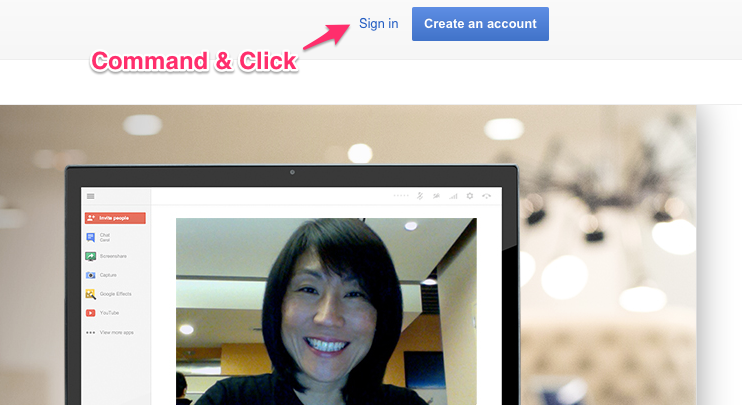 Sign in
Create an account
Command & Click
Invite people
Chat
Screenshare
Capture
Google Effects
YouTube
View more apps